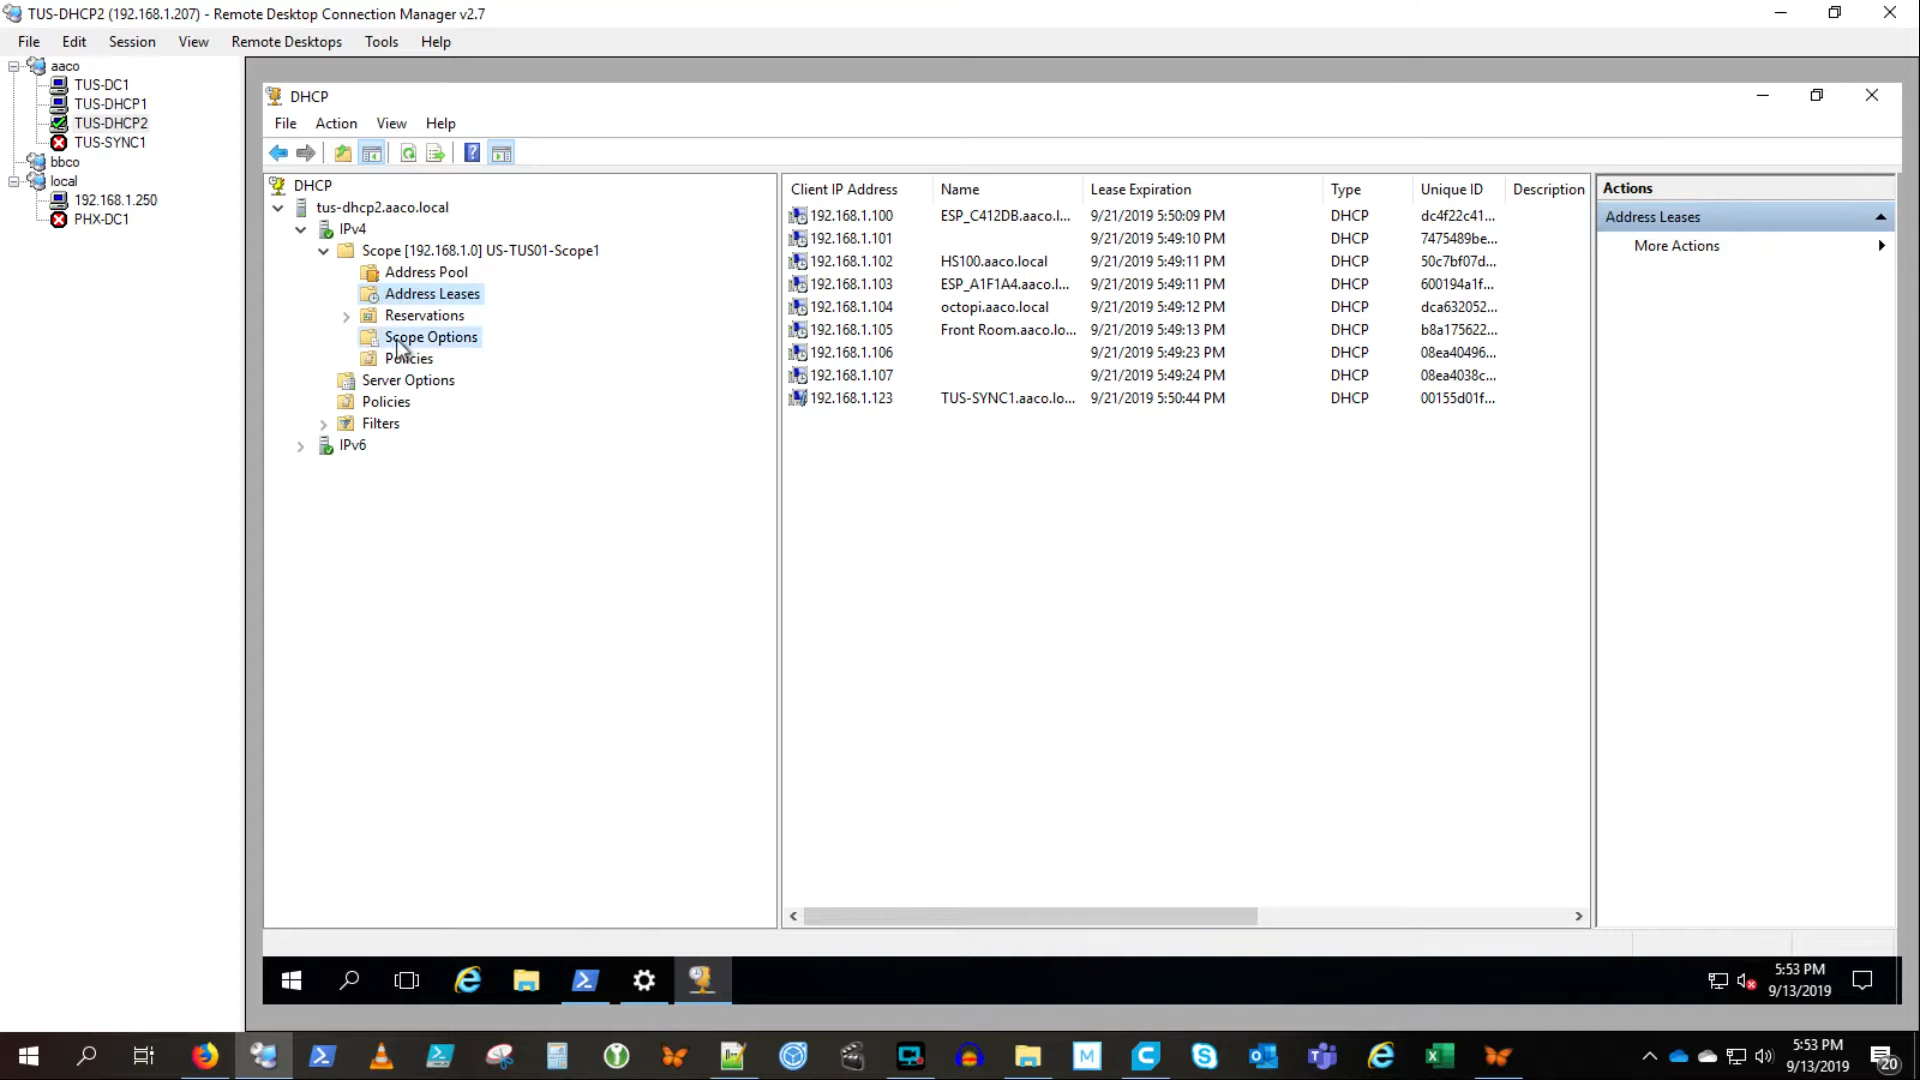 TUS-DHCP2 (192.168.1.207) - Remote Desktop Connection Manager v2.7
File Edit Session View Remote Desktops Tools Help
aaco
TUS-DC1
TUS-DHCP1
TUS-DHCP2
TUS-SYNC1
bbco
local
192.168.1.250
PHX-DC1
DHCP
File Action View Help
DHCP
tus-dhcp2.aaco.local
IPv4
Scope [192.168.1.0] US-TUS01-Scope1
Address Pool
Address Leases
Reservations
Scope Options
Policies
Server Options
Policies
Filters
IPv6
Client IP Address Name Lease Expiration Type Unique ID Description
192.168.1.100 ESP_C412DB.aaco.l... 9/21/2019 5:50:09 PM DHCP dc4f22c41...
192.168.1.101 9/21/2019 5:49:10 PM DHCP 7475489be...
192.168.1.102 HS100.aaco.local 9/21/2019 5:49:11 PM DHCP 50c7bf07d...
192.168.1.103 ESP_A1F1A4.aaco.l... 9/21/2019 5:49:11 PM DHCP 600194a1f...
192.168.1.104 octopi.aaco.local 9/21/2019 5:49:12 PM DHCP dca632052...
192.168.1.105 Front Room.aaco.lo... 9/21/2019 5:49:13 PM DHCP b8a175622...
192.168.1.106 9/21/2019 5:49:23 PM DHCP 08ea40496...
192.168.1.107 9/21/2019 5:49:24 PM DHCP 08ea4038c...
192.168.1.123 TUS-SYNC1.aaco.lo... 9/21/2019 5:50:44 PM DHCP 00155d01f...
Actions
Address Leases
More Actions
5:53 PM
9/13/2019
5:53 PM
9/13/2019
20